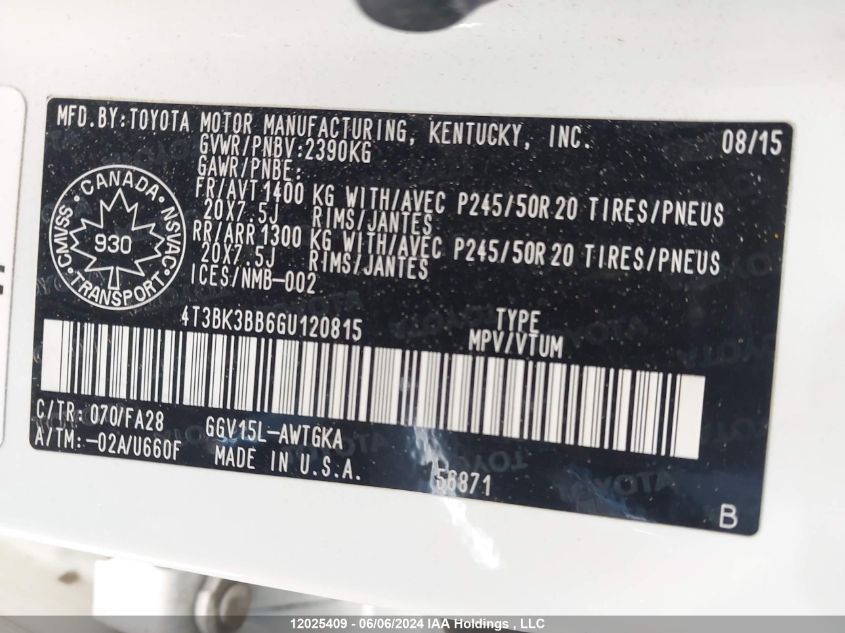 MFD.BY:TOYOTA MOTOR MANUFACTURING, KENTUCKY, INC. 08/15
GVWR/PNBV:2390KG
GAWR/PNBE:
FR/AVT1400 KG WITH/AVEC P245/50R20 TIRES/PNEUS
20X7.5J RIMS/JANTES
RR/ARR1300 KG WITH/AVEC P245/50R20 TIRES/PNEUS
20X7.5J RIMS/JANTES
ICES/NMB-002
CANADA
CMVSS 930 NSVAC
TRANSPORT
4T3BK3BB6GU120815 TYPE
MPV/VTUM
C/TR: 070/FA28 GGV15L-AWTGKA
A/TM: -02A/U660F MADE IN U.S.A. 56871
B
12025409 - 06/06/2024 IAA Holdings , LLC